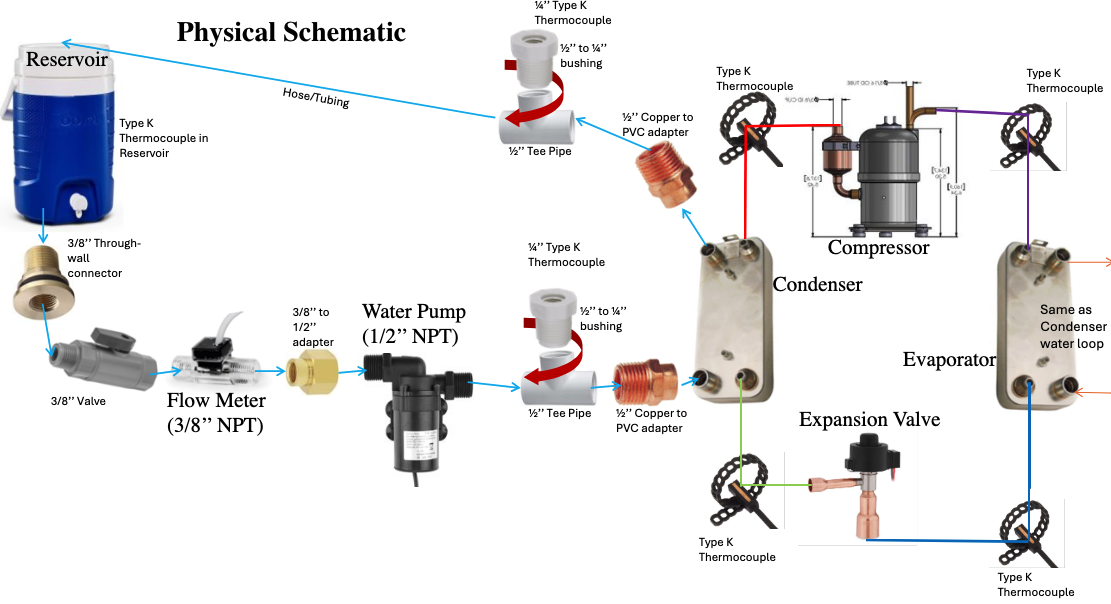 Physical Schematic
Reservoir
Type K
Thermocouple in
Reservoir
Hose/Tubing
¼’’ Type K
Thermocouple
½’’ to ¼’’
bushing
½’’ Tee Pipe
½’’ Copper to
PVC adapter
Type K
Thermocouple
Type K
Thermocouple
Compressor
3/8’’ Through-
wall
connector
3/8’’ Valve
Flow Meter
(3/8’’ NPT)
3/8’’ to
1/2’’
adapter
Water Pump
(1/2’’ NPT)
¼’’ Type K
Thermocouple
½’’ to ¼’’
bushing
½’’ Tee Pipe
½’’ Copper to
PVC adapter
Condenser
Evaporator
Same as
Condenser
water loop
Expansion Valve
Type K
Thermocouple
Type K
Thermocouple